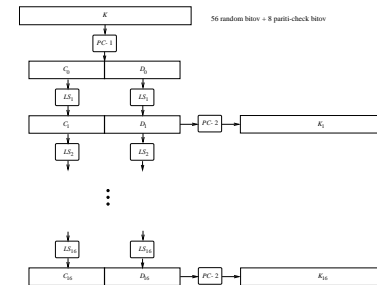 K 56 random bitov + 8 pariti-check bitov
PC- 1
C0 D0
LS1 LS1
C1 D1 PC- 2 K1
LS2 LS2
LS16 LS16
C16 D16 PC- 2 K16